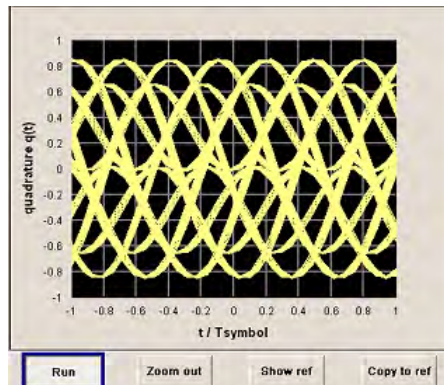 1
0.8
0.6
0.4
0.2
0
-0.2
-0.4
-0.6
-0.8
-1
quadrature q(t)
-1 -0.8 -0.6 -0.4 -0.2 0 0.2 0.4 0.6 0.8 1
t / Tsymbol
Run Zoom out Show ref Copy to ref